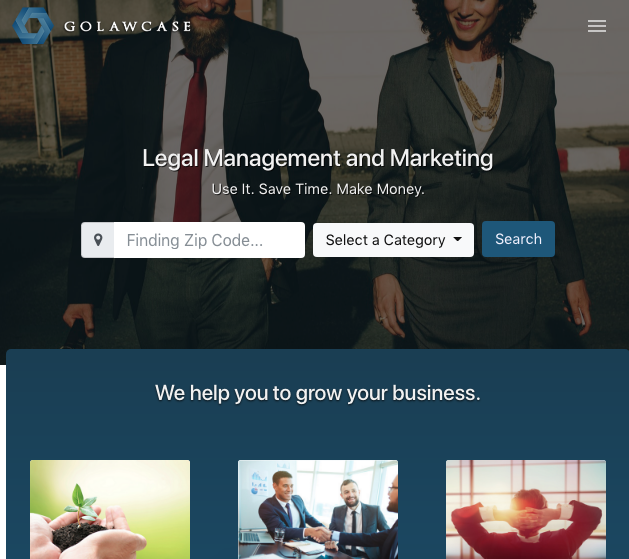 GOLAWCASE
Legal Management and Marketing
Use It. Save Time. Make Money.
Finding Zip Code...
Select a Category
Search
We help you to grow your business.